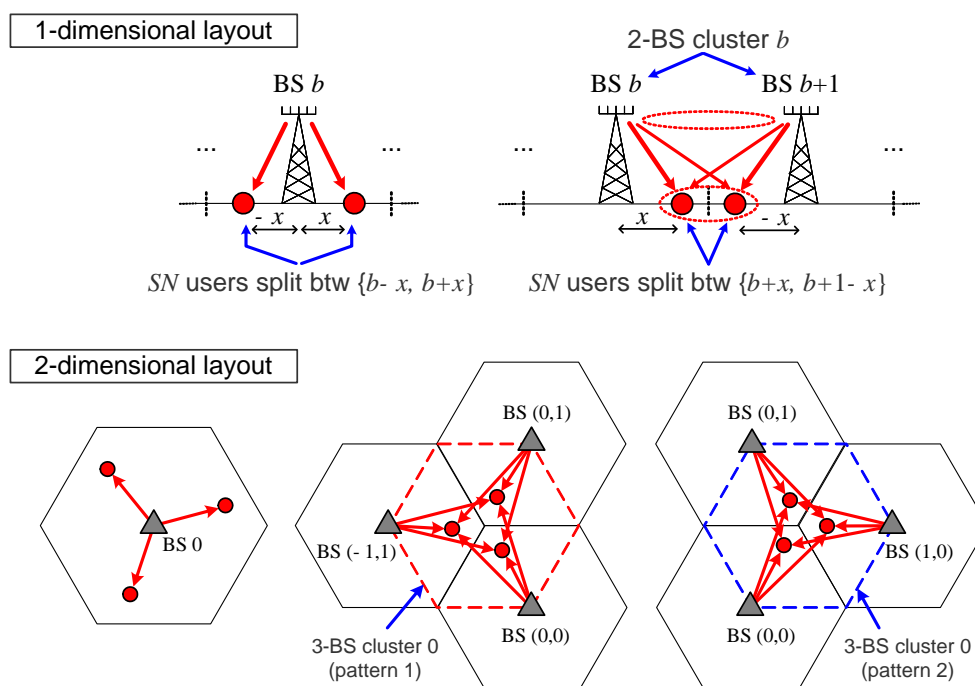 1-dimensional layout
2-BS cluster b
BS b
BS b
BS b+1
...
...
...
...
- x
x
x
- x
SN users split btw {b- x, b+x}
SN users split btw {b+x, b+1- x}
2-dimensional layout
BS 0
BS (0,1)
BS (- 1,1)
BS (0,0)
3-BS cluster 0
(pattern 1)
BS (0,1)
BS (1,0)
BS (0,0)
3-BS cluster 0
(pattern 2)